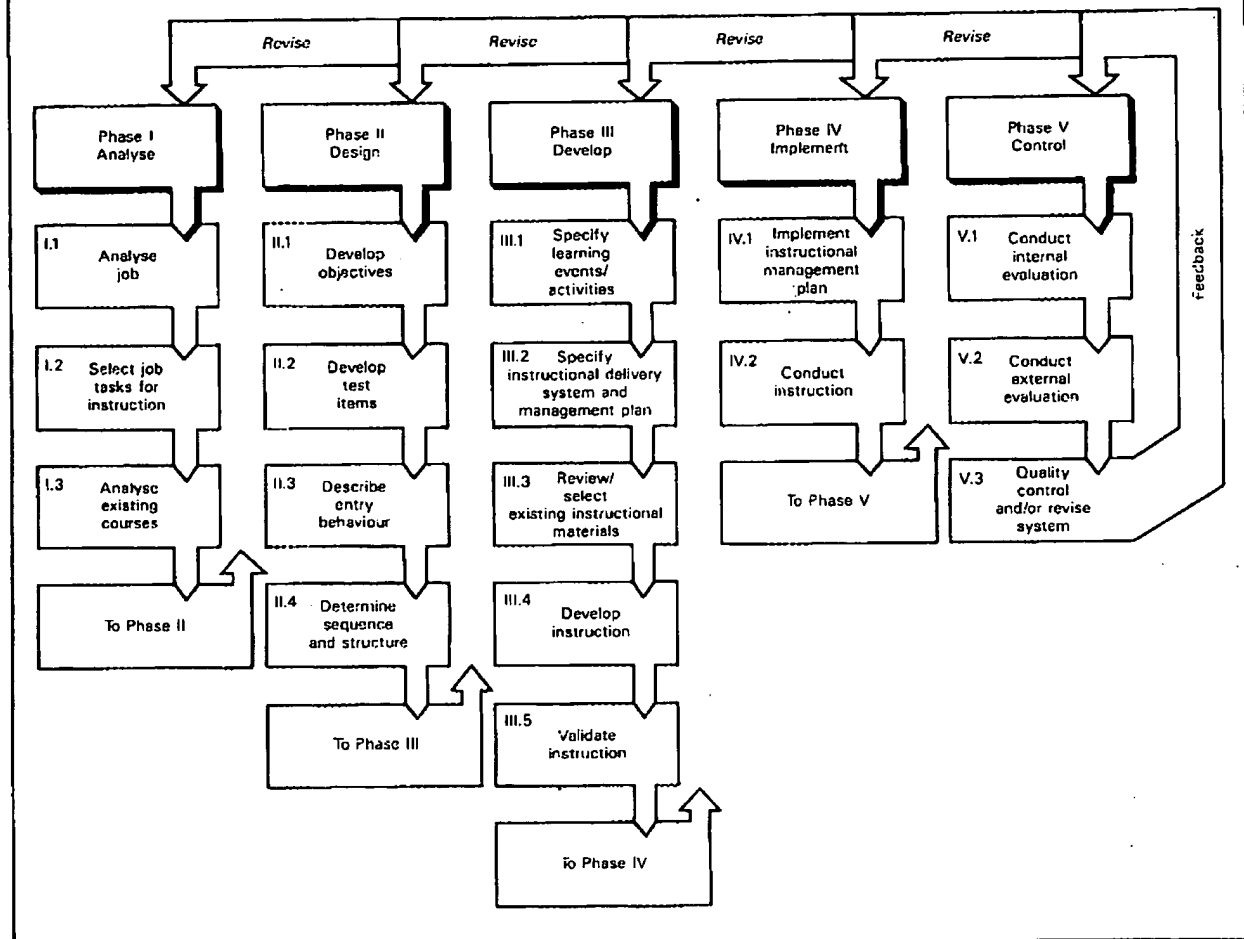 Revise
Revise
Revise
Revise
Phase I
Analyse
I.1
Analyse
job
I.2
Select job
tasks for
instruction
I.3
Analyse
existing
courses
To Phase II
Phase II
Design
II.1
Develop
objectives
II.2
Develop
test
items
II.3
Describe
entry
behaviour
II.4
Determine
sequence
and structure
To Phase III
Phase III
Develop
III.1
Specify
learning
events/
activities
III.2
Specify
instructional delivery
system and
management plan
III.3
Review/
select
existing instructional
materials
III.4
Develop
instruction
III.5
Validate
instruction
To Phase IV
Phase IV
Implement
IV.1
Implement
instructional
management
plan
IV.2
Conduct
instruction
To Phase V
Phase V
Control
V.1
Conduct
internal
evaluation
V.2
Conduct
external
evaluation
V.3
Quality
control
and/or revise
system
feedback